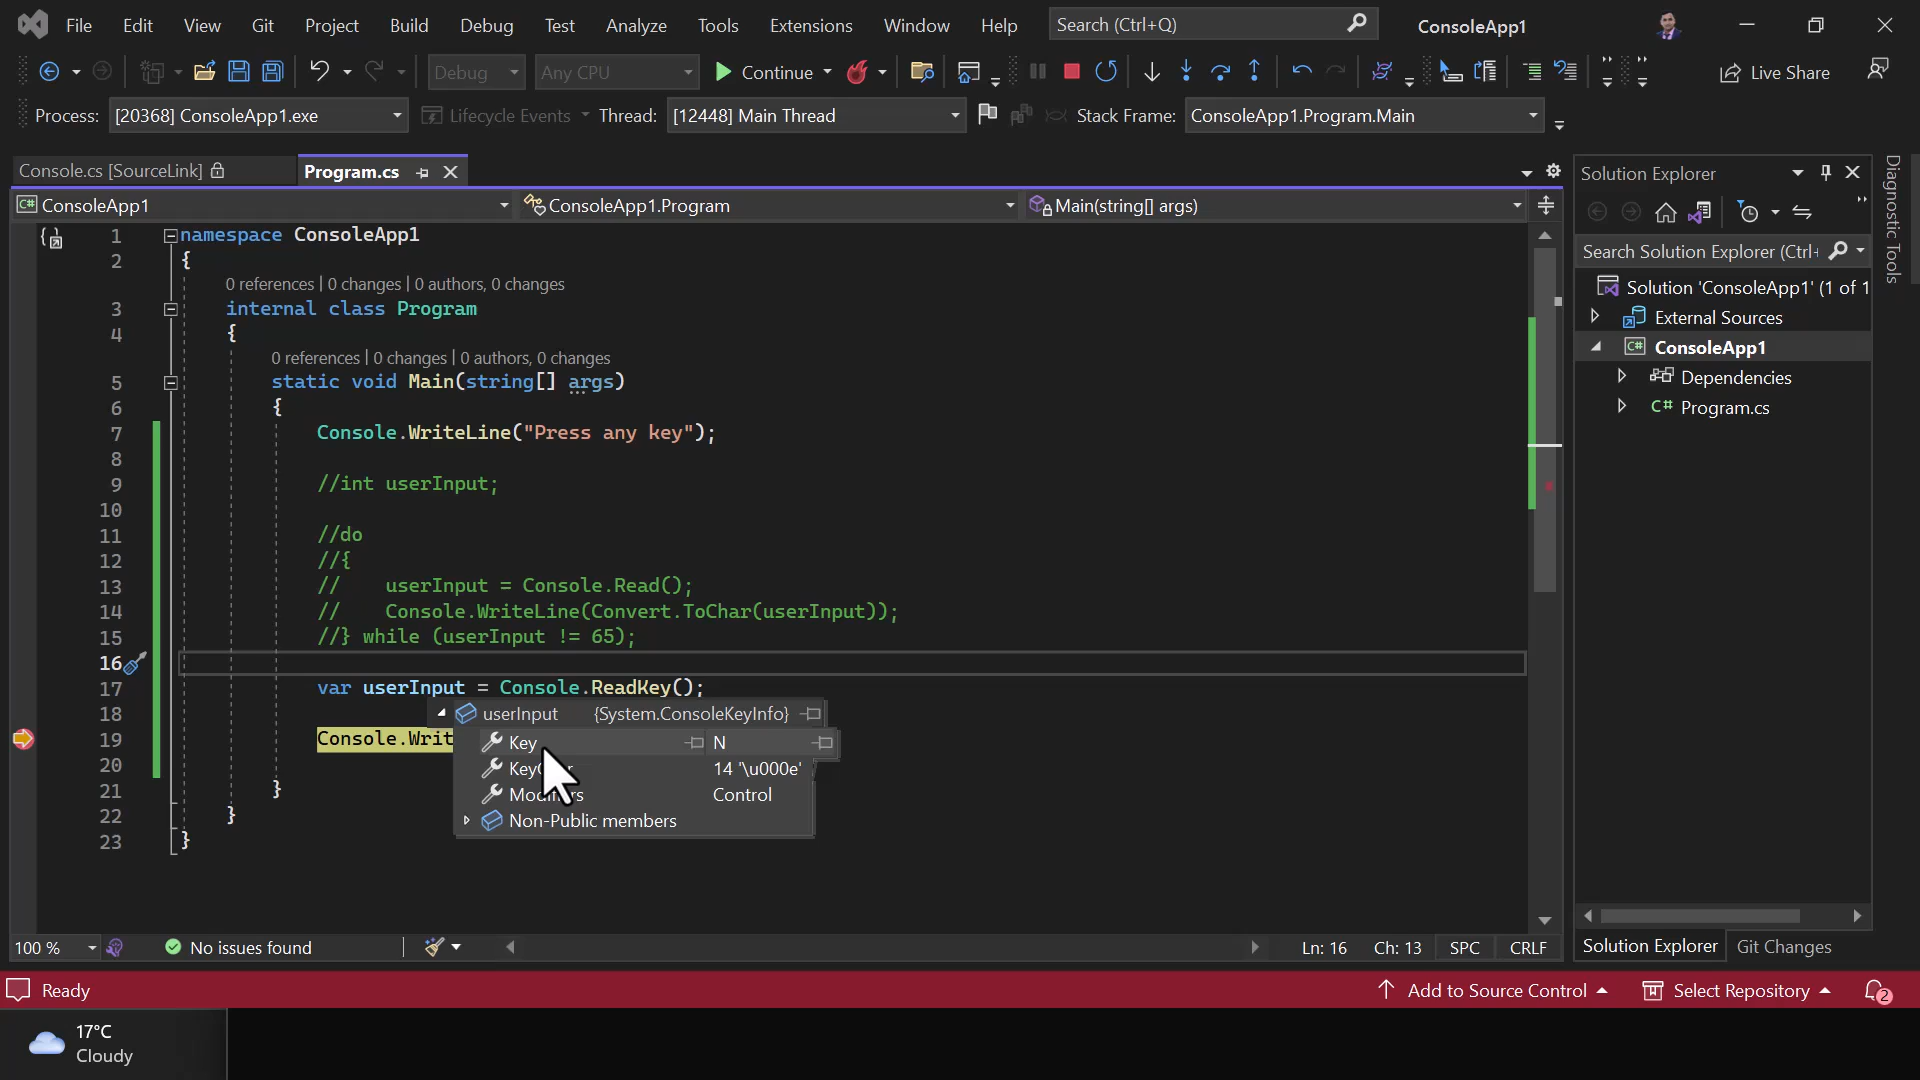 File Edit View Git Project Build Debug Test Analyze Tools Extensions Window Help Search (Ctrl+Q) ConsoleApp1
Debug Any CPU Continue Live Share
Process: [20368] ConsoleApp1.exe Lifecycle Events Thread: [12448] Main Thread Stack Frame: ConsoleApp1.Program.Main
Console.cs [SourceLink] Program.cs
C# ConsoleApp1 ConsoleApp1.Program Main(string[] args)
1 namespace ConsoleApp1
2 {
0 references | 0 changes | 0 authors, 0 changes
3 internal class Program
4 {
0 references | 0 changes | 0 authors, 0 changes
5 static void Main(string[] args)
6 {
7 Console.WriteLine("Press any key");
8
9 //int userInput;
10
11 //do
12 //{
13 // userInput = Console.Read();
14 // Console.WriteLine(Convert.ToChar(userInput));
15 //} while (userInput != 65);
16
17 var userInput = Console.ReadKey();
18
19 Console.Writ
20
21 }
22 }
23 }
userInput {System.ConsoleKeyInfo}
Key N
14 '\u000e'
Control
Non-Public members
100 % No issues found Ln: 16 Ch: 13 SPC CRLF
Solution Explorer
Search Solution Explorer (Ctrl+
Solution 'ConsoleApp1' (1 of 1
External Sources
C# ConsoleApp1
Dependencies
C# Program.cs
Solution Explorer Git Changes
Diagnostic Tools
Ready Add to Source Control Select Repository 2
17°C
Cloudy